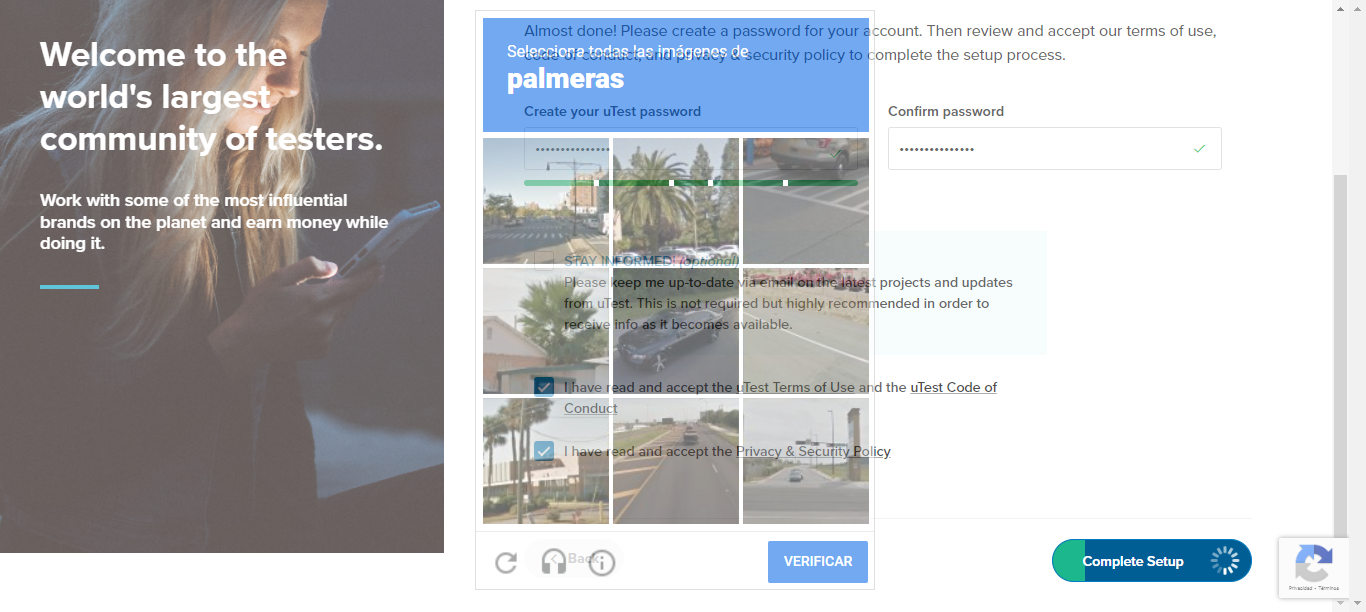 Welcome to the
world's largest
community of testers.
Work with some of the most influential
brands on the planet and earn money while
doing it.
Almost done! Please create a password for your account. Then review and accept our terms of use,
code of conduct, and privacy & security policy to complete the setup process.
Selecciona todas las imágenes de
palmeras
Create your uTest password
Confirm password
STAY INFORMED! (optional)
Please keep me up-to-date via email on the latest projects and updates
from uTest. This is not required but highly recommended in order to
receive info as it becomes available.
I have read and accept the uTest Terms of Use and the uTest Code of
Conduct
I have read and accept the Privacy & Security Policy
Back
VERIFICAR
Complete Setup
Privacidad - Términos